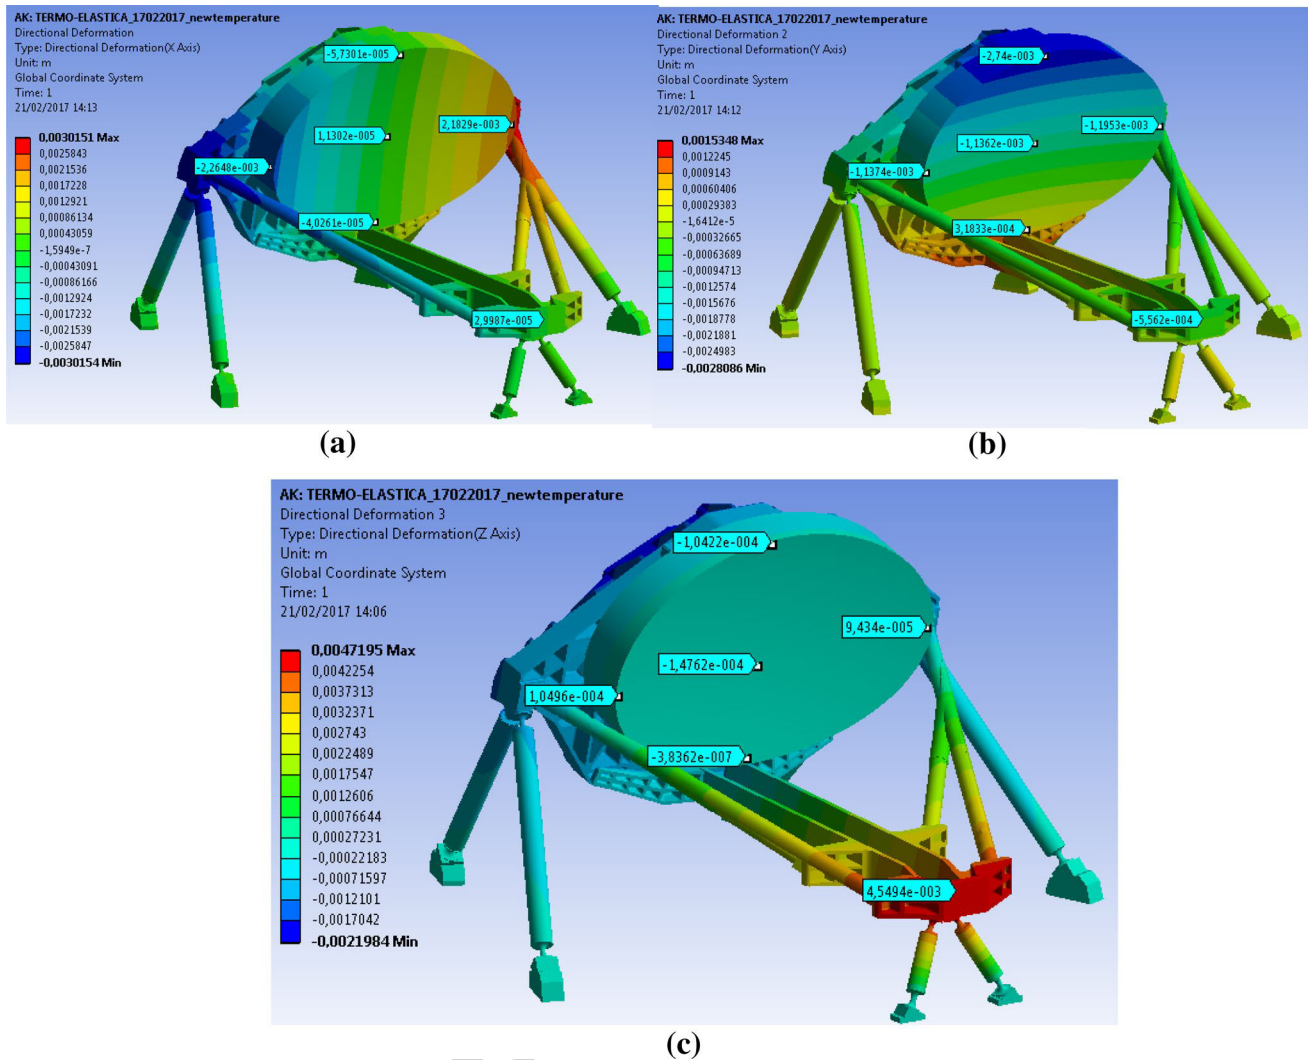 AK: TERMO-ELASTICA_17022017_newtemperature
Directional Deformation
Type: Directional Deformation(X Axis)
Unit: m
Global Coordinate System
Time: 1
21/02/2017 14:13
0,0030151 Max
0,0025843
0,0021536
0,0017228
0,0012921
0,00086134
0,00043059
-1,5949e-7
-0,00043091
-0,00086166
-0,0012924
-0,0017232
-0,0021539
-0,0025847
-0,0030154 Min
-5,7301e-005
2,1829e-003
1,1302e-005
-2,2648e-003
-4,0261e-005
2,9987e-005
(a)
AK: TERMO-ELASTICA_17022017_newtemperature
Directional Deformation 2
Type: Directional Deformation(Y Axis)
Unit: m
Global Coordinate System
Time: 1
21/02/2017 14:12
0,0015348 Max
0,0012245
0,0009143
0,00060406
0,00029383
-1,6412e-5
-0,00032665
-0,00063689
-0,00094713
-0,0012574
-0,0015676
-0,0018778
-0,0021881
-0,0024983
-0,0028086 Min
-2,74e-003
-1,1953e-003
-1,1362e-003
-1,1374e-003
3,1833e-004
-5,562e-004
(b)
AK: TERMO-ELASTICA_17022017_newtemperature
Directional Deformation 3
Type: Directional Deformation(Z Axis)
Unit: m
Global Coordinate System
Time: 1
21/02/2017 14:06
0,0047195 Max
0,0042254
0,0037313
0,0032371
0,002743
0,0022489
0,0017547
0,0012606
0,00076644
0,00027231
-0,00022183
-0,00071597
-0,0012101
-0,0017042
-0,0021984 Min
-1,0422e-004
9,434e-005
-1,4762e-004
1,0496e-004
-3,8362e-007
4,5494e-003
(c)